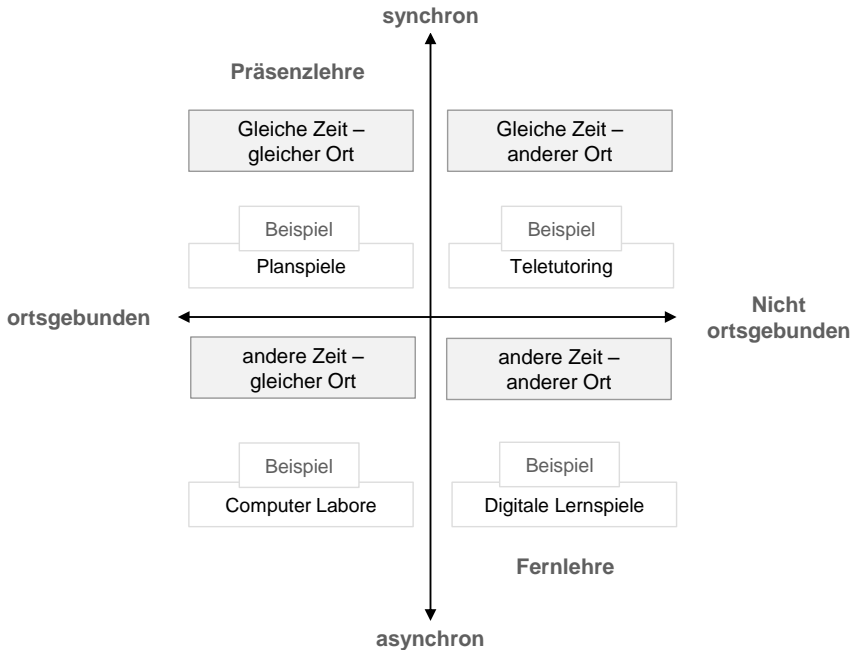 synchron
Präsenzlehre
Gleiche Zeit –
gleicher Ort
Gleiche Zeit –
anderer Ort
Beispiel
Planspiele
Beispiel
Teletutoring
ortsgebunden
Nicht
ortsgebunden
andere Zeit –
gleicher Ort
andere Zeit –
anderer Ort
Beispiel
Computer Labore
Beispiel
Digitale Lernspiele
Fernlehre
asynchron